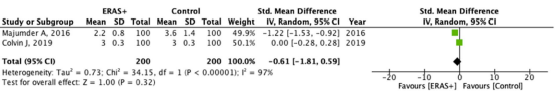 ERAS+ Control Std. Mean Difference Std. Mean Difference
Study or Subgroup Mean SD Total Mean SD Total Weight IV, Random, 95% CI IV, Random, 95% CI
Majumder A, 2016 2.2 0.8 100 3.6 1.4 100 49.9% -1.22 [-1.53, -0.92] 2016
Colvin J, 2019 3 0.3 100 3 0.3 100 50.1% 0.00 [-0.28, 0.28] 2019
Total (95% CI) 200 200 100.0% -0.61 [-1.81, 0.59]
Heterogeneity: Tau² = 0.73; Chi² = 34.15, df = 1 (P < 0.00001); I² = 97%
Test for overall effect: Z = 1.00 (P = 0.32)
-20 -10 0 10 20
Favours [ERAS+] Favours [Control]